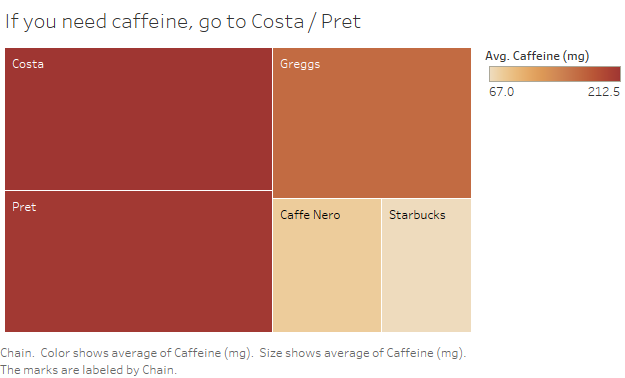 If you need caffeine, go to Costa / Pret
Costa
Greggs
Pret
Caffe Nero
Starbucks
Avg. Caffeine (mg)
67.0 212.5
Chain.  Color shows average of Caffeine (mg).  Size shows average of Caffeine (mg).
The marks are labeled by Chain.